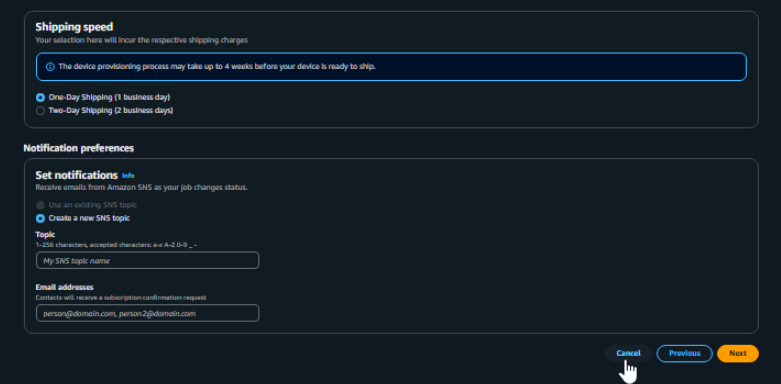 Shipping speed
Your selection here will incur the respective shipping charges
The device provisioning process may take up to 4 weeks before your device is ready to ship.
One-Day Shipping (1 business day)
Two-Day Shipping (2 business days)
Notification preferences
Set notifications Info
Receive emails from Amazon SNS as your job changes status.
Use an existing SNS topic
Create a new SNS topic
Topic
1-256 characters, accepted characters: a-z A-Z 0-9 _ -
My SNS topic name
Email addresses
Contacts will receive a subscription confirmation request
person@domain.com, person2@domain.com
Cancel Previous Next